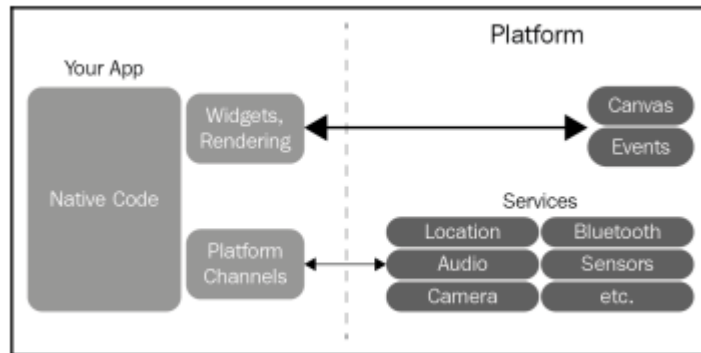 Platform
Your App
Widgets,
Rendering
Canvas
Events
Native Code
Services
Platform
Channels
Location
Bluetooth
Audio
Sensors
Camera
etc.